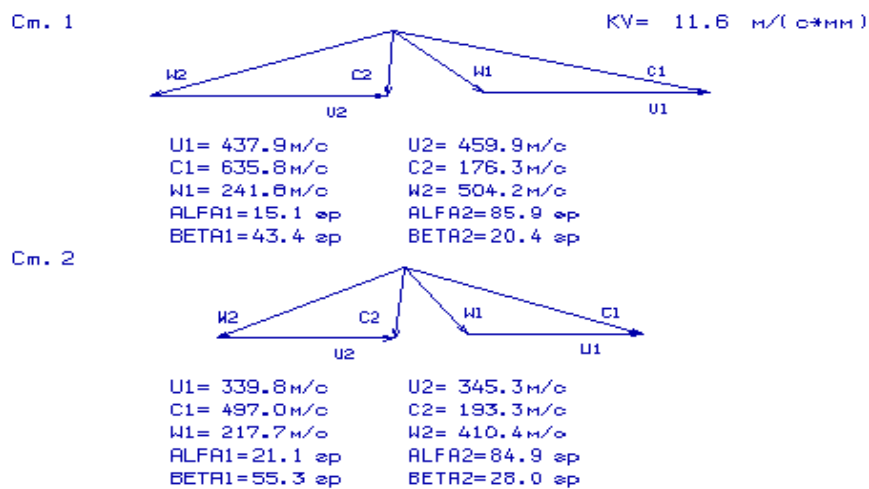 Ст. 1 KV= 11.6 м/(с*мм)
W2 C2 W1 C1
U2 U1
U1= 437.9м/с U2= 459.9м/с
C1= 635.8м/с C2= 176.3м/с
W1= 241.8м/с W2= 504.2м/с
ALFA1=15.1 гр ALFA2=85.9 гр
BETA1=43.4 гр BETA2=20.4 гр
Ст. 2
W2 C2 W1 C1
U2 U1
U1= 339.8м/с U2= 345.3м/с
C1= 497.0м/с C2= 193.3м/с
W1= 217.7м/с W2= 410.4м/с
ALFA1=21.1 гр ALFA2=84.9 гр
BETA1=55.3 гр BETA2=28.0 гр